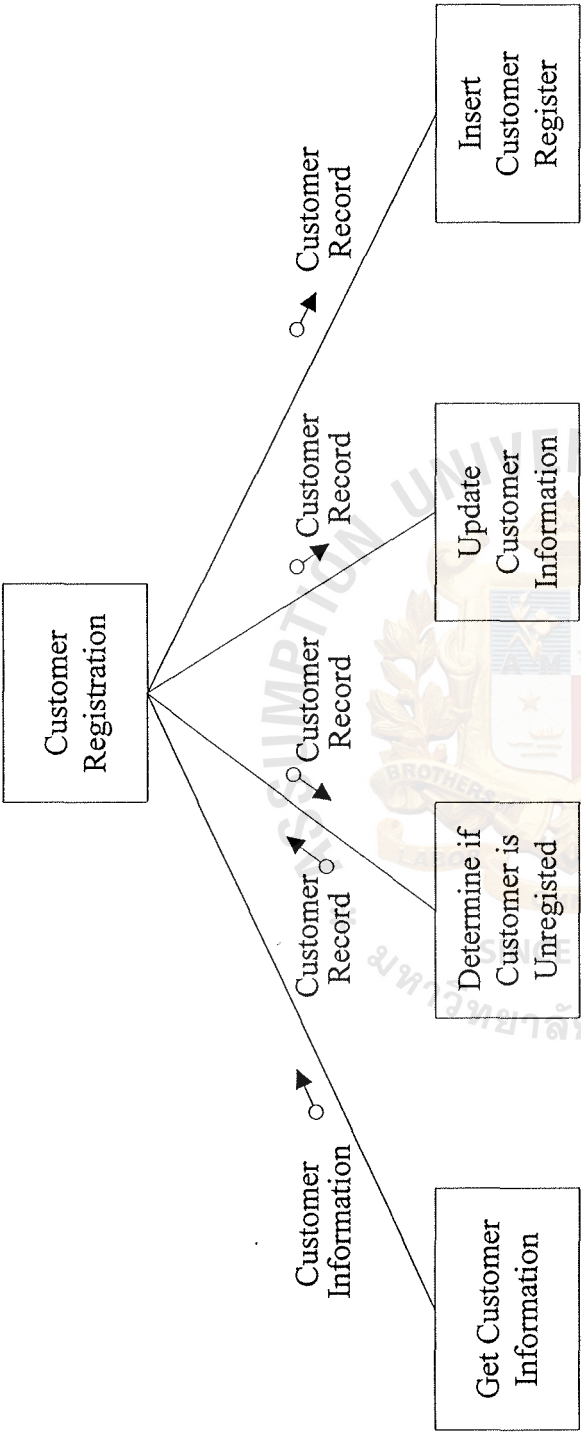 Customer
Registration
Customer
Information
Customer
Record
Customer
Record
Customer
Record
Customer
Record
Get Customer
Information
Determine if
Customer is
Unregisted
Update
Customer
Information
Insert
Customer
Register